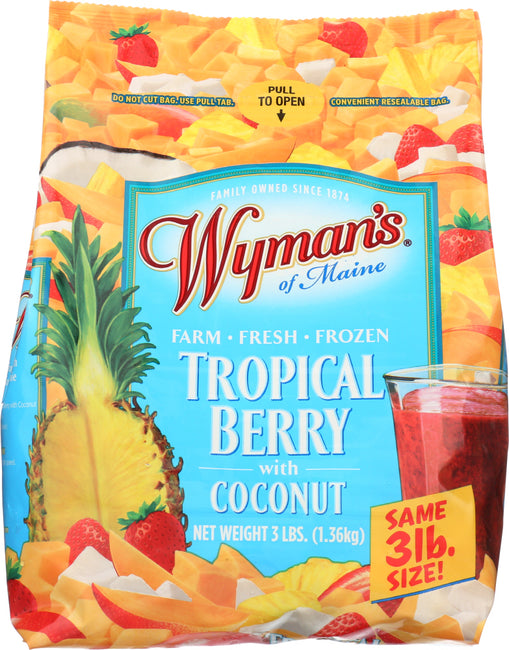 PULL
TO OPEN
DO NOT CUT BAG. USE PULL TAB.
CONVENIENT RESEALABLE BAG.
FAMILY OWNED SINCE 1874
Wyman's®
of Maine
FARM • FRESH • FROZEN
TROPICAL
BERRY
with
COCONUT
NET WEIGHT 3 LBS. (1.36kg)
SAME
3lb.
SIZE!